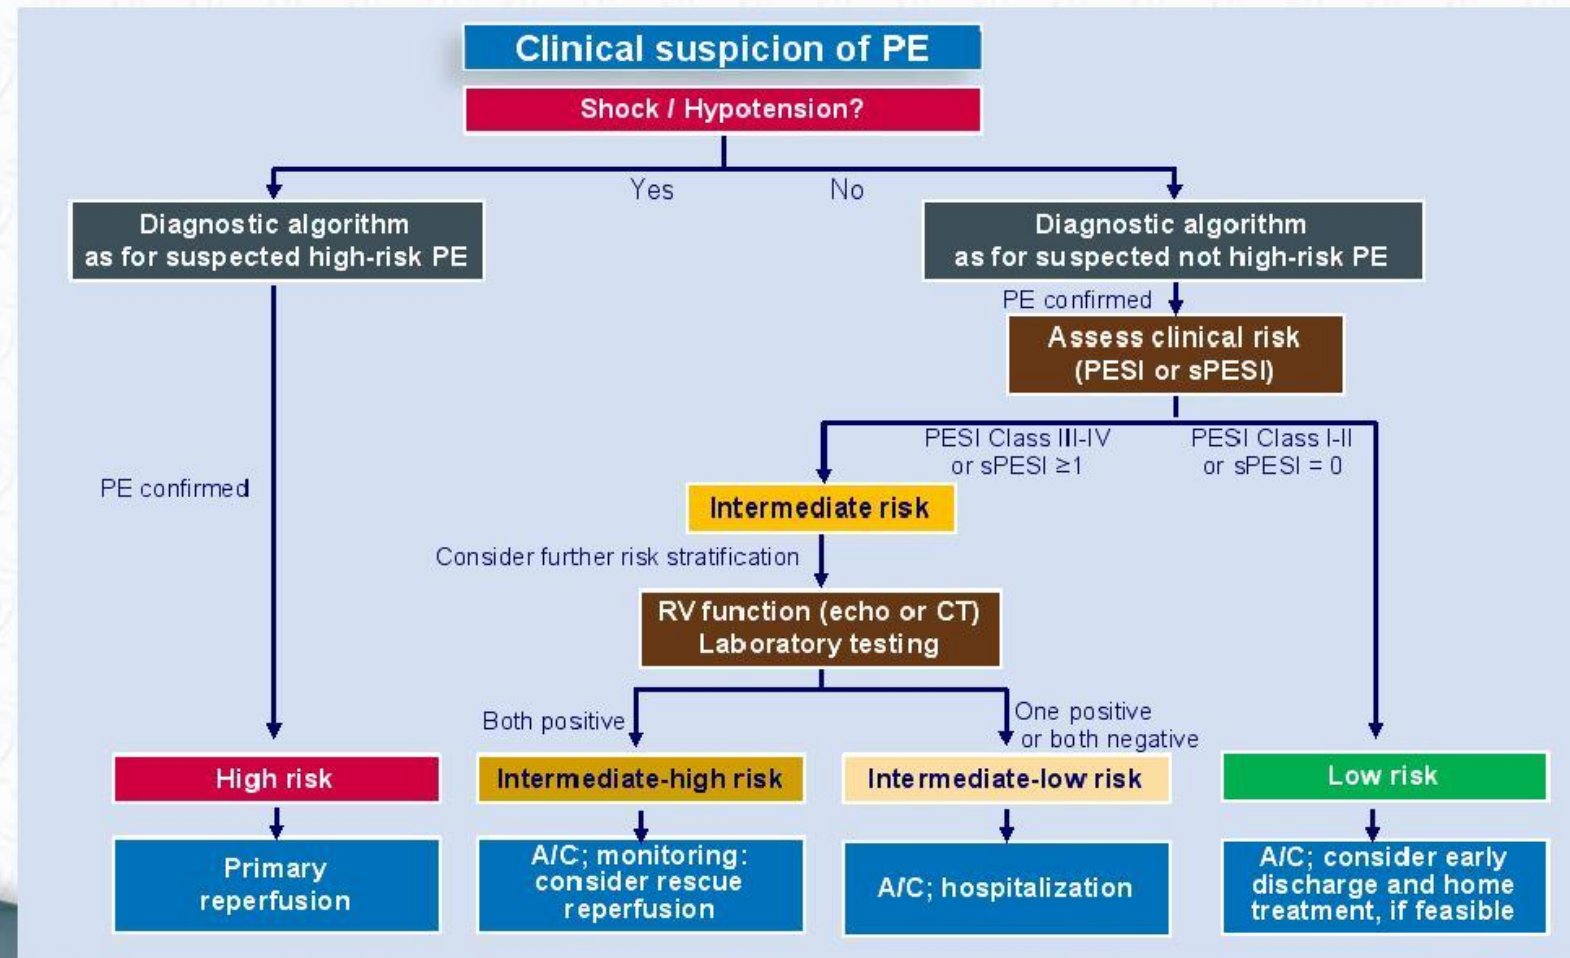 Clinical suspicion of PE
Shock / Hypotension?
Yes
No
Diagnostic algorithm
as for suspected high-risk PE
Diagnostic algorithm
as for suspected not high-risk PE
PE confirmed
Assess clinical risk
(PESI or sPESI)
PESI Class III-IV
or sPESI ≥1
PESI Class I-II
or sPESI = 0
PE confirmed
Intermediate risk
Consider further risk stratification
RV function (echo or CT)
Laboratory testing
Both positive
One positive
or both negative
High risk
Intermediate-high risk
Intermediate-low risk
Low risk
Primary
reperfusion
A/C; monitoring:
consider rescue
reperfusion
A/C; hospitalization
A/C; consider early
discharge and home
treatment, if feasible